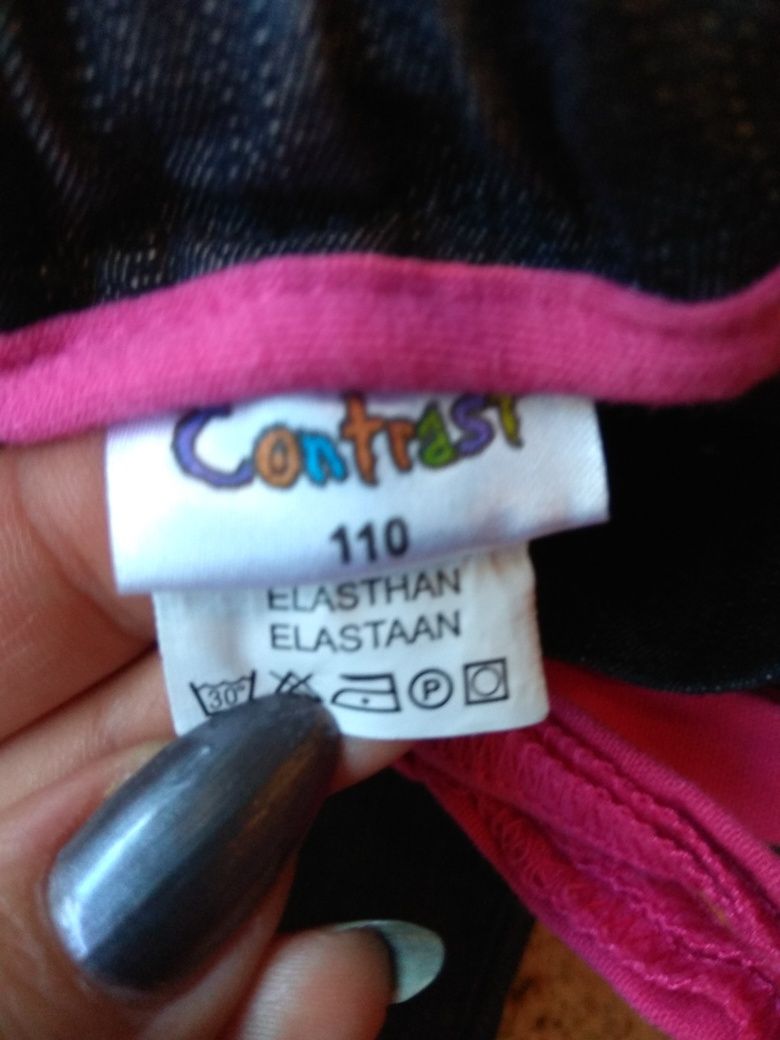 Contrast
110
ELASTHAN
ELASTAAN
30° P